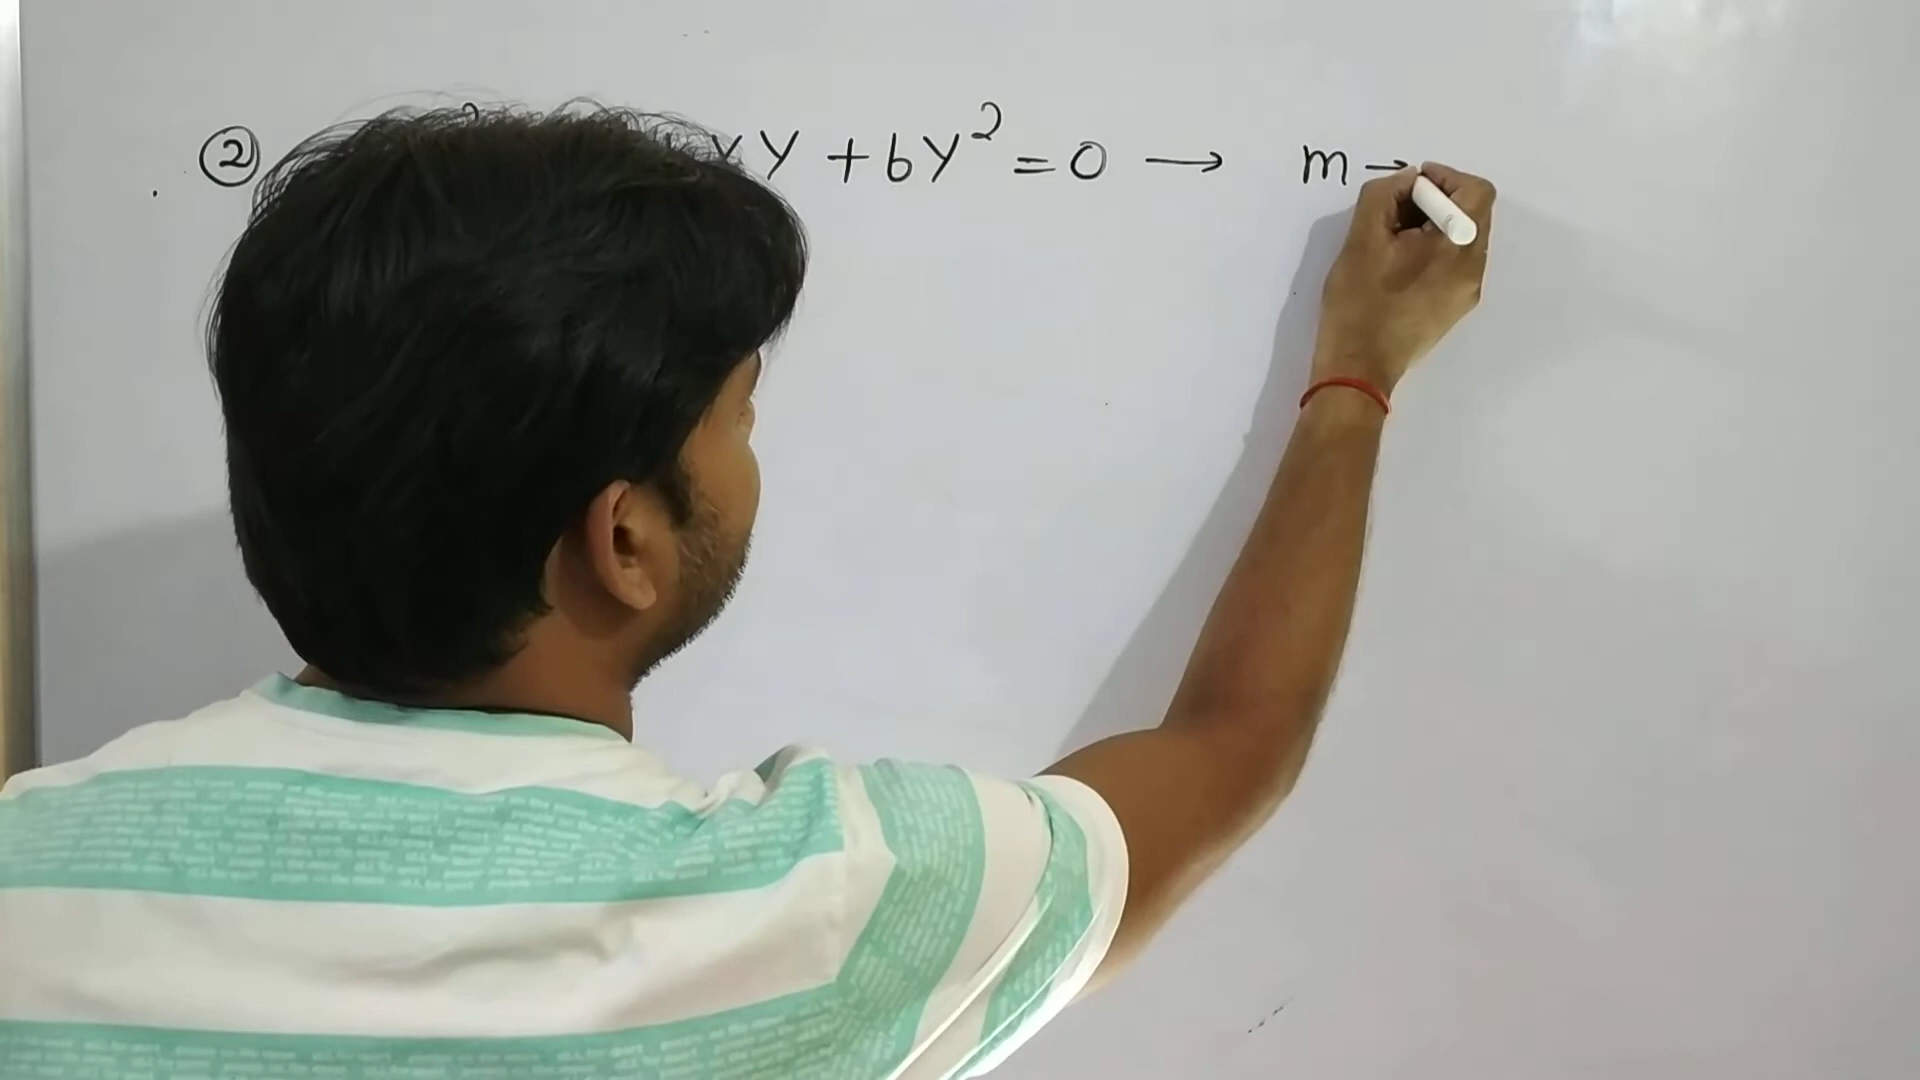 ② XY + by² = 0 → m →